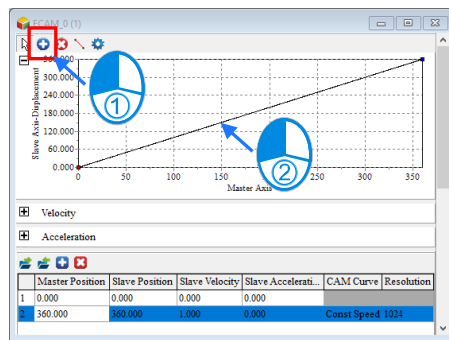 ECAM_0 (1)
360.000
300.000
240.000
180.000
120.000
60.000
0.000
Slave Axis-Displacement
0 50 100 150 250 300 350
Master Axis
1
2
Velocity
Acceleration
Master Position Slave Position Slave Velocity Slave Accelerati... CAM Curve Resolution
1 0.000 0.000 0.000 0.000
2 360.000 360.000 1.000 0.000 Const Speed 1024